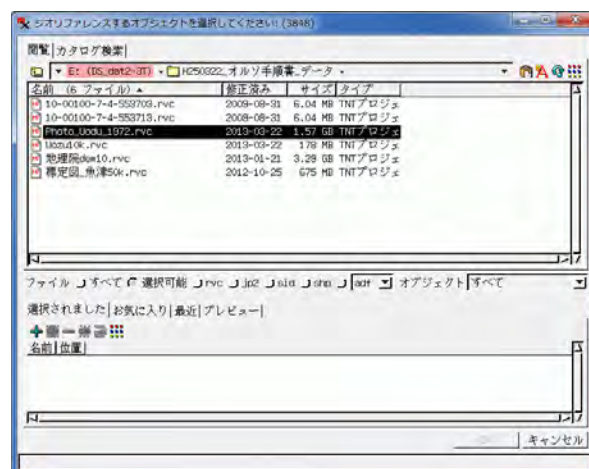 ジオリファレンスするオブジェクトを選択してください! (3848)
閲覧 カタログ検索
E: (DS_dat2-3T) H250322_オルソ手順書_データ
名前 (6 ファイル) 修正済み サイズ タイプ
10-00100-7-4-553703.rvc 2009-08-31 6.04 MB TNTプロジェ
10-00100-7-4-553713.rvc 2008-08-31 6.04 MB TNTプロジェ
Photo_Uodu_1972.rvc 2013-03-22 1.57 GB TNTプロジェ
Uozu10k.rvc 2013-03-22 178 MB TNTプロジェ
地理院dem10.rvc 2013-01-21 3.29 GB TNTプロジェ
標定図_魚津50k.rvc 2012-10-25 675 MB TNTプロジェ
ファイル すべて 選択可能 rvc jp2 sid shp オブジェクト すべて
選択されました お気に入り 最近 プレビュー
名前 位置
キャンセル